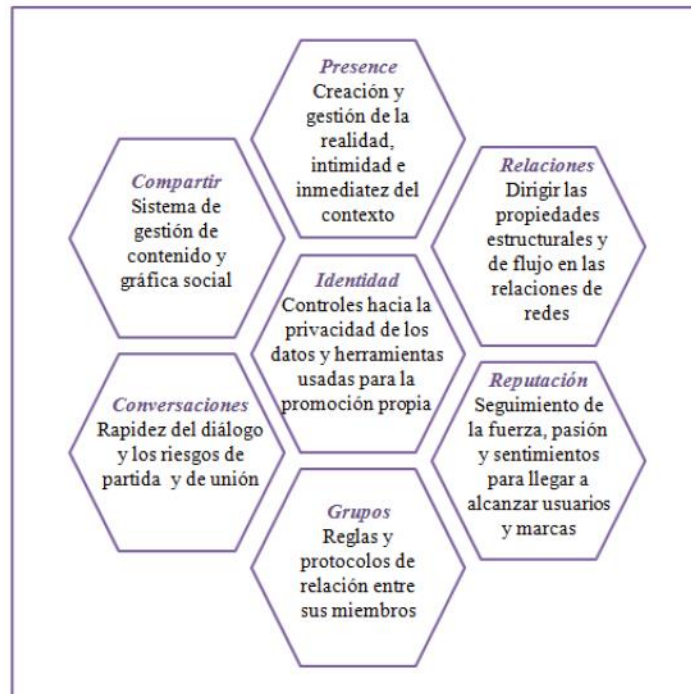 Presence
Creación y
gestión de la
realidad,
intimidad e
inmediatez del
contexto
Compartir
Sistema de
gestión de
contenido y
gráfica social
Relaciones
Dirigir las
propiedades
estructurales y
de flujo en las
relaciones de
redes
Identidad
Controles hacia la
privacidad de los
datos y herramientas
usadas para la
promoción propia
Conversaciones
Rapidez del diálogo
y los riesgos de
partida y de unión
Reputación
Seguimiento de
la fuerza, pasión
y sentimientos
para llegar a
alcanzar usuarios
y marcas
Grupos
Reglas y
protocolos de
relación entre
sus miembros